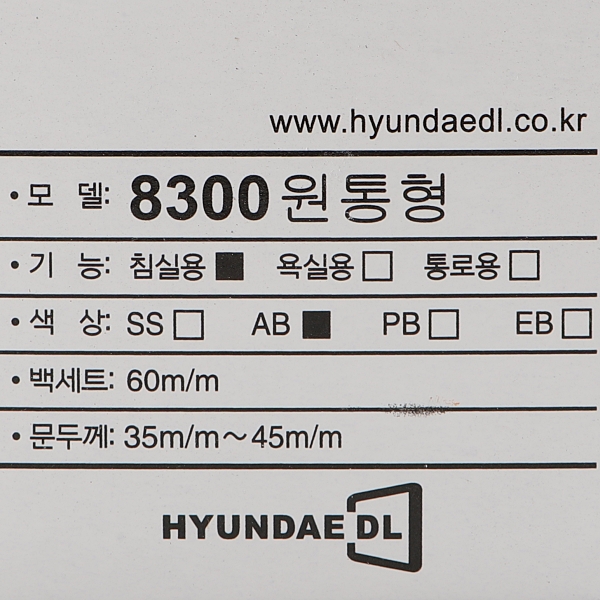 www.hyundaedl.co.kr
• 모 델: 8300 원통형
• 기 능: 침실용 ■ 욕실용 □ 통로용 □
• 색 상: SS □ AB ■ PB □ EB □
• 백세트: 60m/m
• 문두께: 35m/m~45m/m
HYUNDAE DL